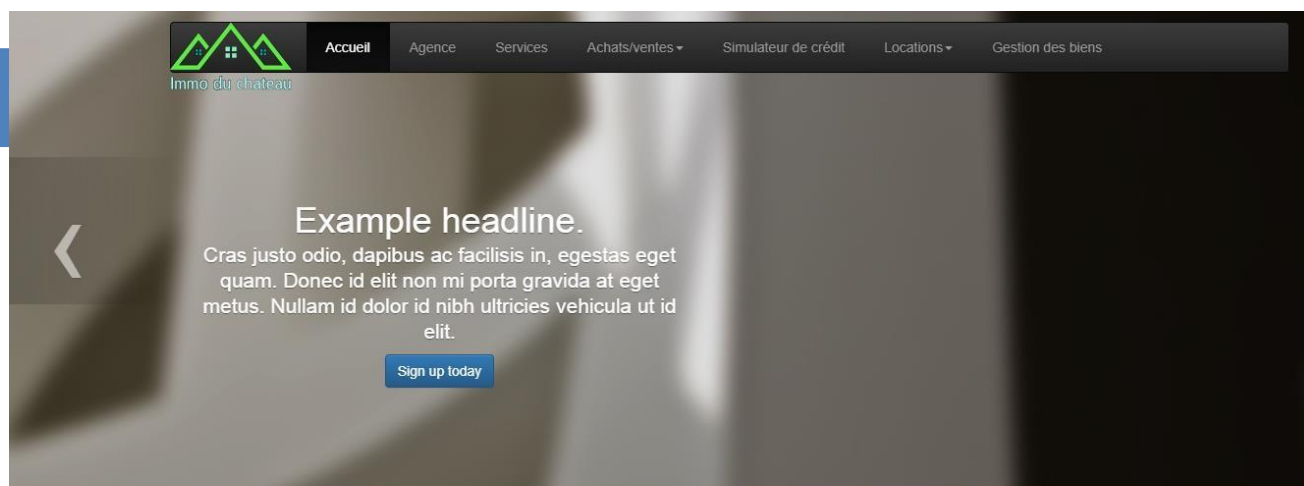 Accueil Agence Services Achats/ventes Simulateur de crédit Locations Gestion des biens
Immo du chateau
Example headline.
Cras justo odio, dapibus ac facilisis in, egestas eget
quam. Donec id elit non mi porta gravida at eget
metus. Nullam id dolor id nibh ultricies vehicula ut id
elit.
Sign up today